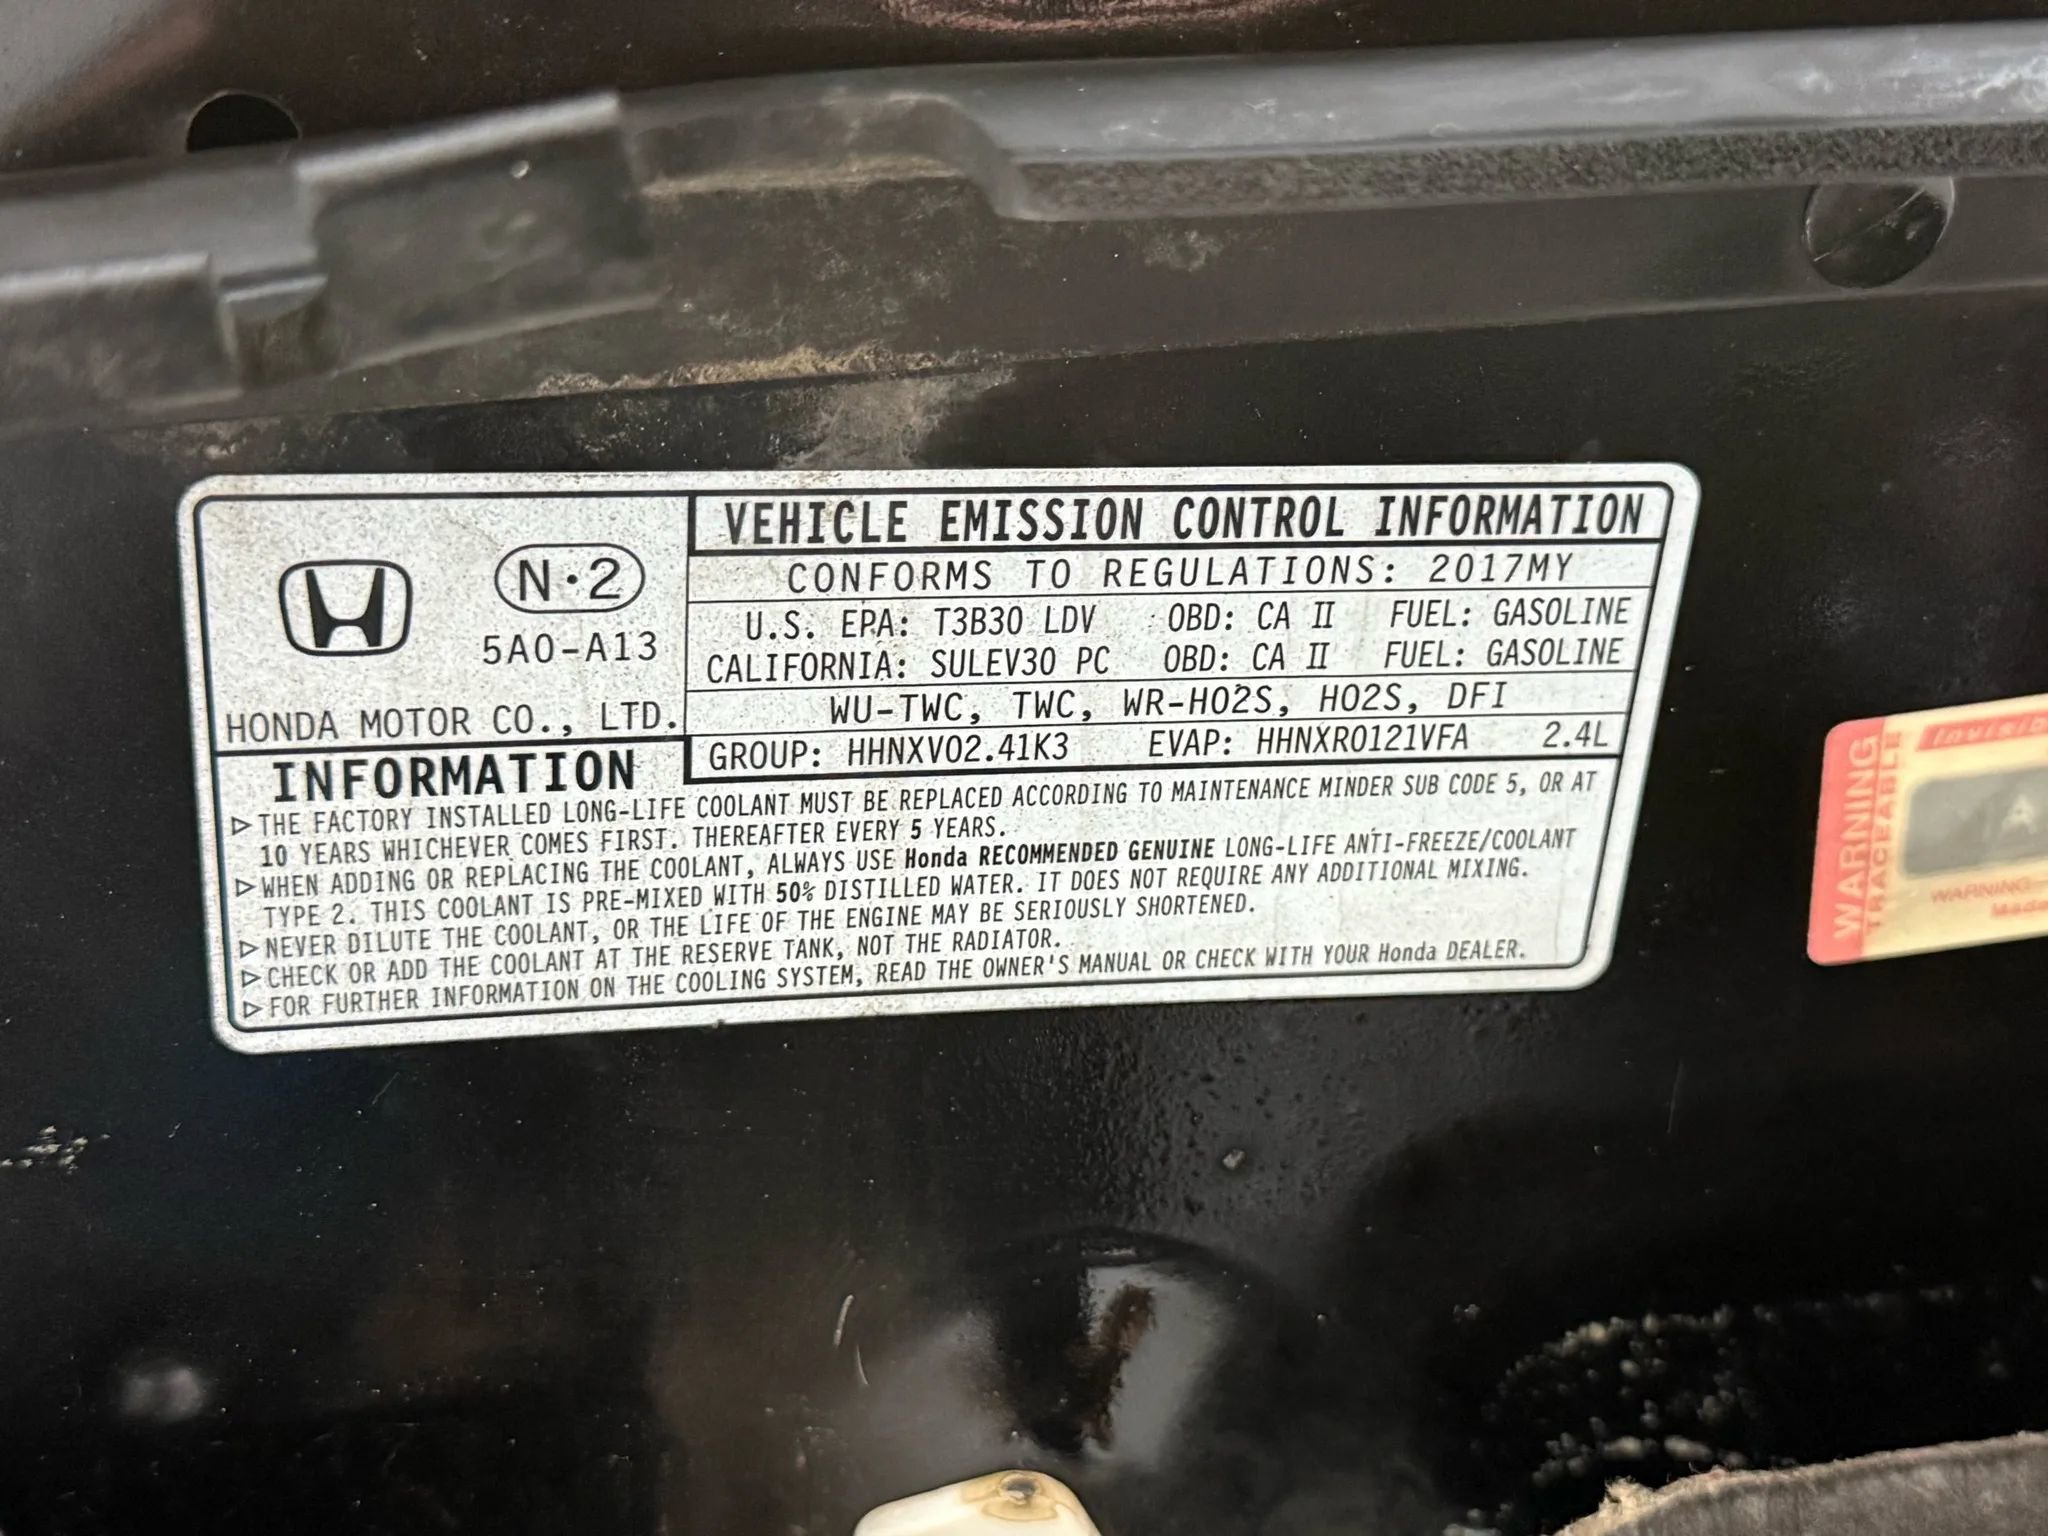 VEHICLE EMISSION CONTROL INFORMATION
N·2
5A0-A13
HONDA MOTOR CO., LTD.
CONFORMS TO REGULATIONS: 2017MY
U.S. EPA: T3B30 LDV OBD: CA II FUEL: GASOLINE
CALIFORNIA: SULEV30 PC OBD: CA II FUEL: GASOLINE
WU-TWC, TWC, WR-HO2S, HO2S, DFI
GROUP: HHNXV02.41K3 EVAP: HHNXR0121VFA 2.4L
INFORMATION
▷THE FACTORY INSTALLED LONG-LIFE COOLANT MUST BE REPLACED ACCORDING TO MAINTENANCE MINDER SUB CODE 5, OR AT
10 YEARS WHICHEVER COMES FIRST. THEREAFTER EVERY 5 YEARS.
▷WHEN ADDING OR REPLACING THE COOLANT, ALWAYS USE Honda RECOMMENDED GENUINE LONG-LIFE ANTI-FREEZE/COOLANT
TYPE 2. THIS COOLANT IS PRE-MIXED WITH 50% DISTILLED WATER. IT DOES NOT REQUIRE ANY ADDITIONAL MIXING.
▷NEVER DILUTE THE COOLANT, OR THE LIFE OF THE ENGINE MAY BE SERIOUSLY SHORTENED.
▷CHECK OR ADD THE COOLANT AT THE RESERVE TANK, NOT THE RADIATOR.
▷FOR FURTHER INFORMATION ON THE COOLING SYSTEM, READ THE OWNER'S MANUAL OR CHECK WITH YOUR Honda DEALER.
WARNING
TRACEABLE
WARNING